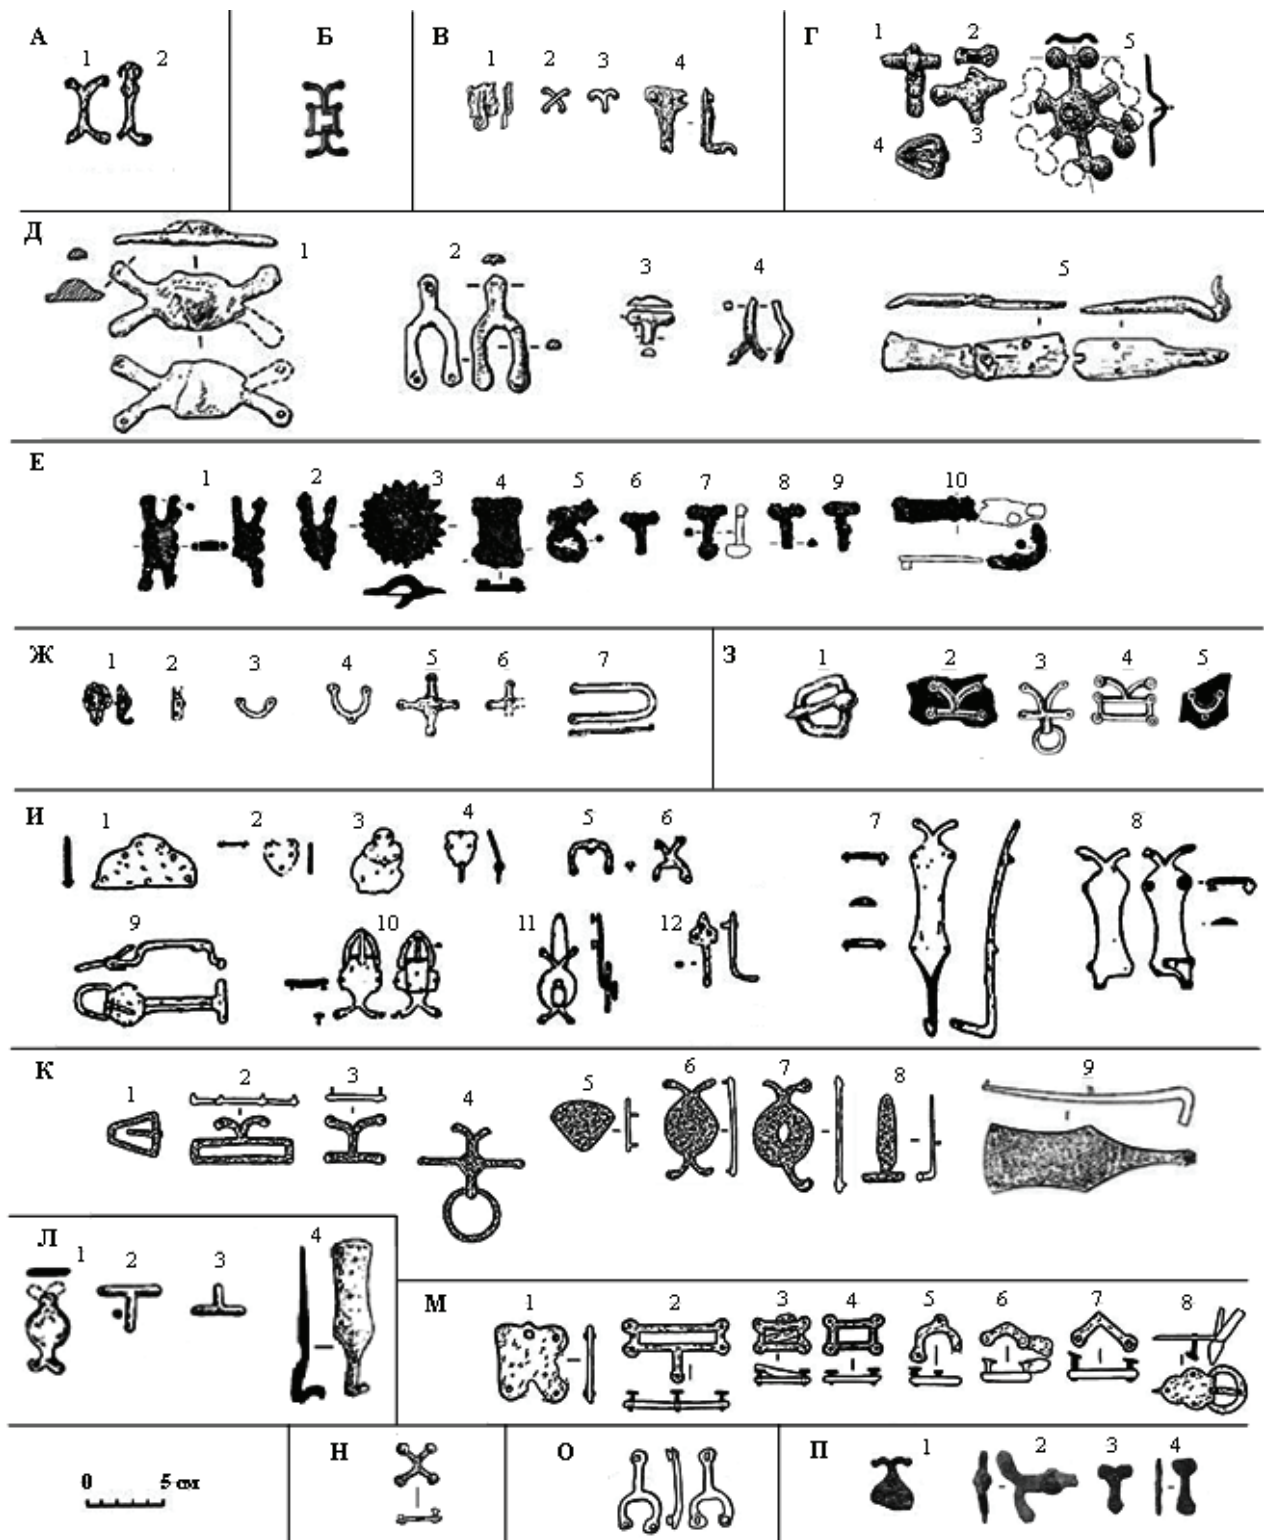 А
1 2
Б
В
1 2 3 4
Г
1 2 5
4 3
Д
1 2 3 4 5
Е
1 2 3 4 5 6 7 8 9 10
Ж
1 2 3 4 5 6 7
З
1 2 3 4 5
И
1 2 3 4 5 6 7 8
9 10 11 12
К
1 2 3 4 5 6 7 8 9
Л
1 2 3 4
М
1 2 3 4 5 6 7 8
0 5 см
Н
О
П
1 2 3 4